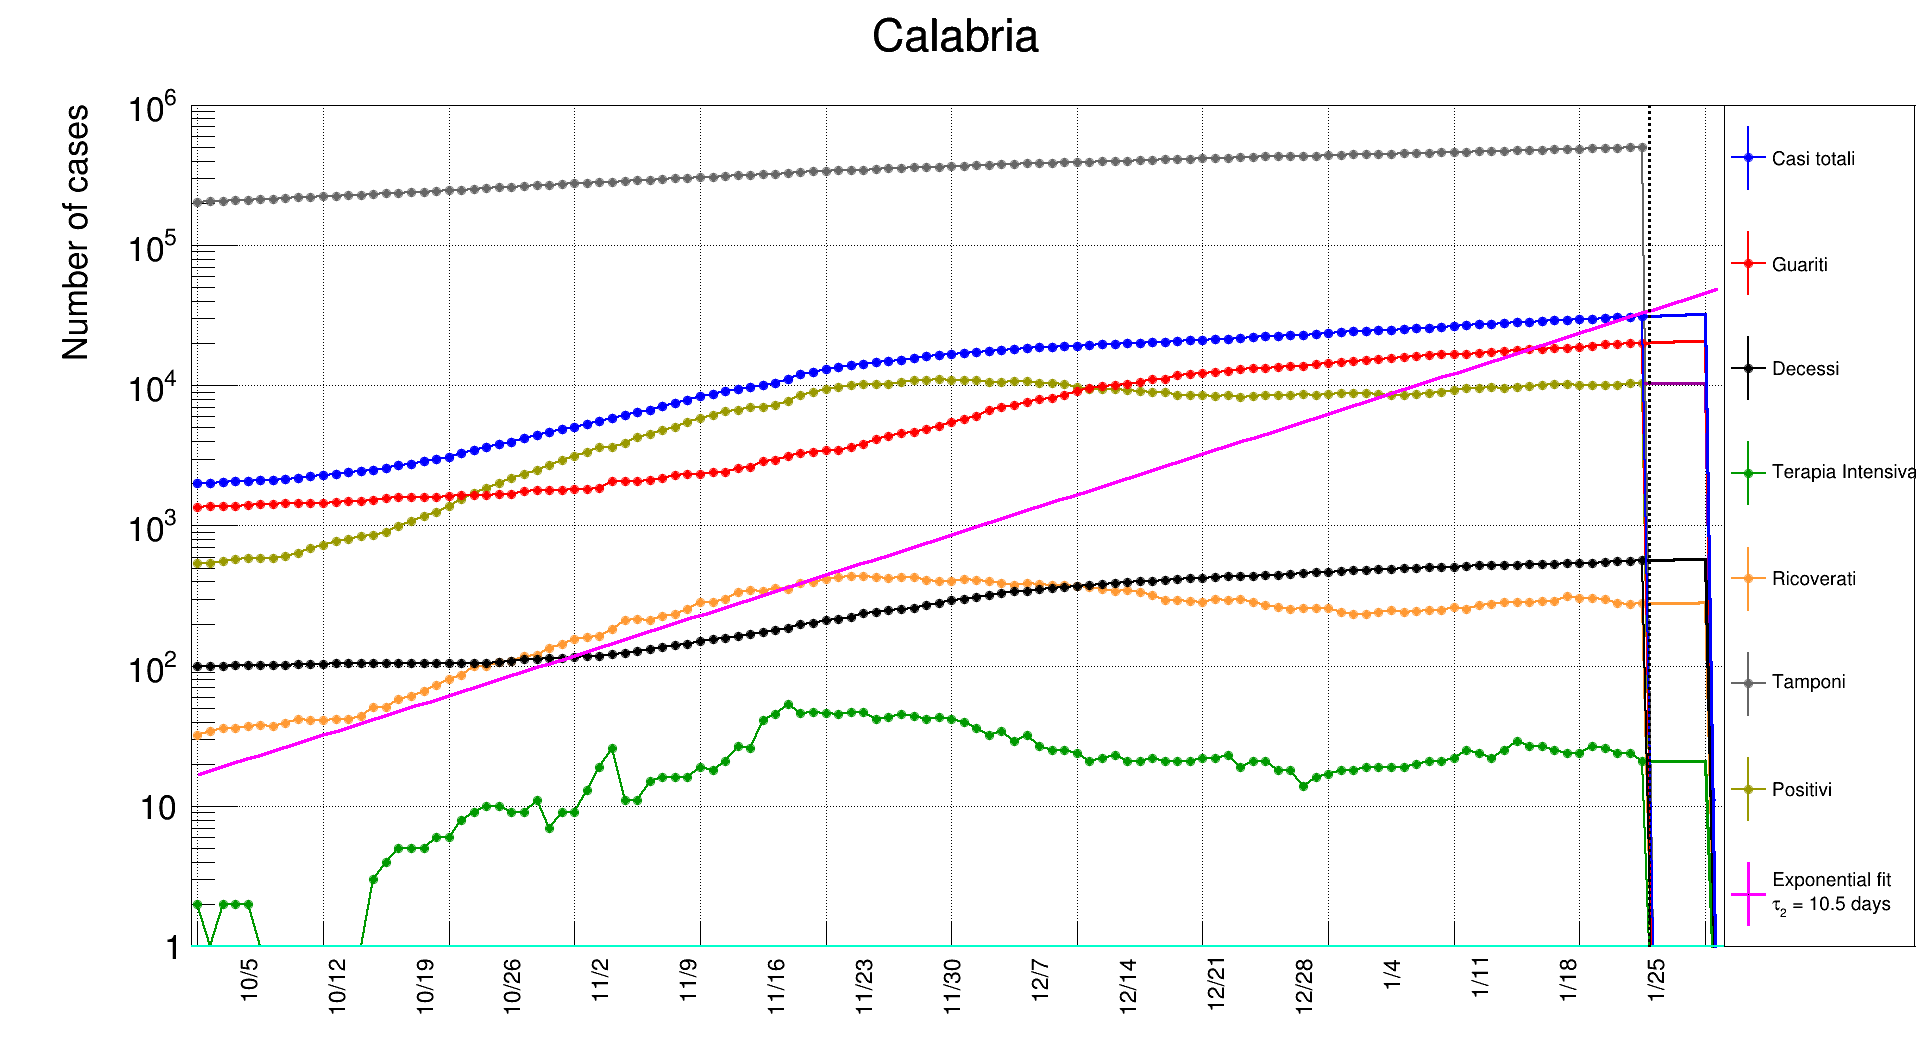 Calabria
Number of cases
10^6
10^5
10^4
10^3
10^2
10
1
10/5
10/12
10/19
10/26
11/2
11/9
11/16
11/23
11/30
12/7
12/14
12/21
12/28
1/4
1/11
1/18
1/25
Casi totali
Guariti
Decessi
Terapia Intensiva
Ricoverati
Tamponi
Positivi
Exponential fit
τ₂ = 10.5 days